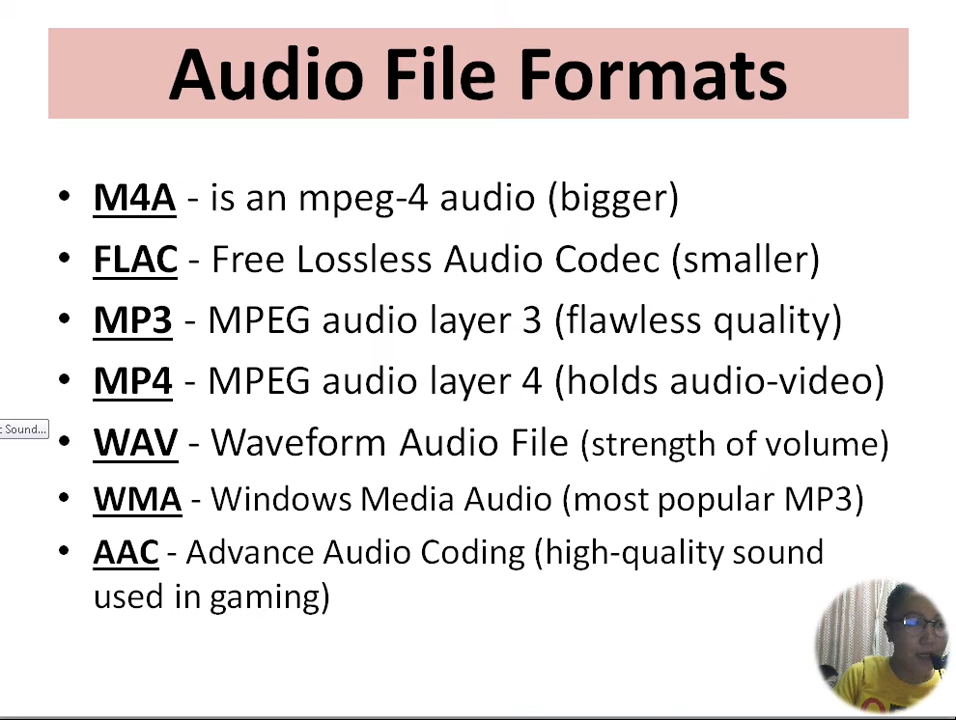 Audio File Formats
• M4A - is an mpeg-4 audio (bigger)
• FLAC - Free Lossless Audio Codec (smaller)
• MP3 - MPEG audio layer 3 (flawless quality)
• MP4 - MPEG audio layer 4 (holds audio-video)
: Sound...
• WAV - Waveform Audio File (strength of volume)
• WMA - Windows Media Audio (most popular MP3)
• AAC - Advance Audio Coding (high-quality sound
used in gaming)